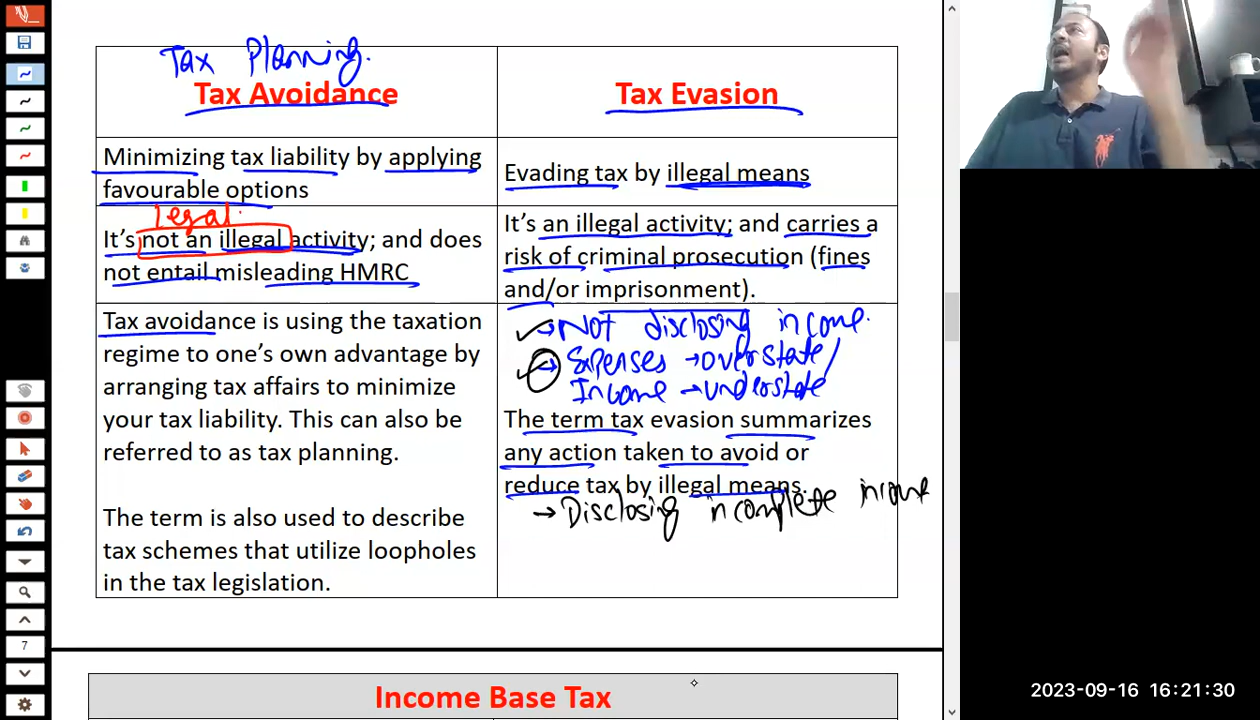 Tax Planning.
Tax Avoidance
Tax Evasion
Minimizing tax liability by applying
favourable options
Evading tax by illegal means
legal.
It's not an illegal activity; and does
not entail misleading HMRC
It's an illegal activity; and carries a
risk of criminal prosecution (fines
and/or imprisonment).
Tax avoidance is using the taxation
regime to one's own advantage by
arranging tax affairs to minimize
your tax liability. This can also be
referred to as tax planning.
The term is also used to describe
tax schemes that utilize loopholes
in the tax legislation.
→ Not disclosing income.
→ Expenses → overstate/
Income → understate
The term tax evasion summarizes
any action taken to avoid or
reduce tax by illegal means.
→ Disclosing incomplete income
Income Base Tax
7
2023-09-16 16:21:30